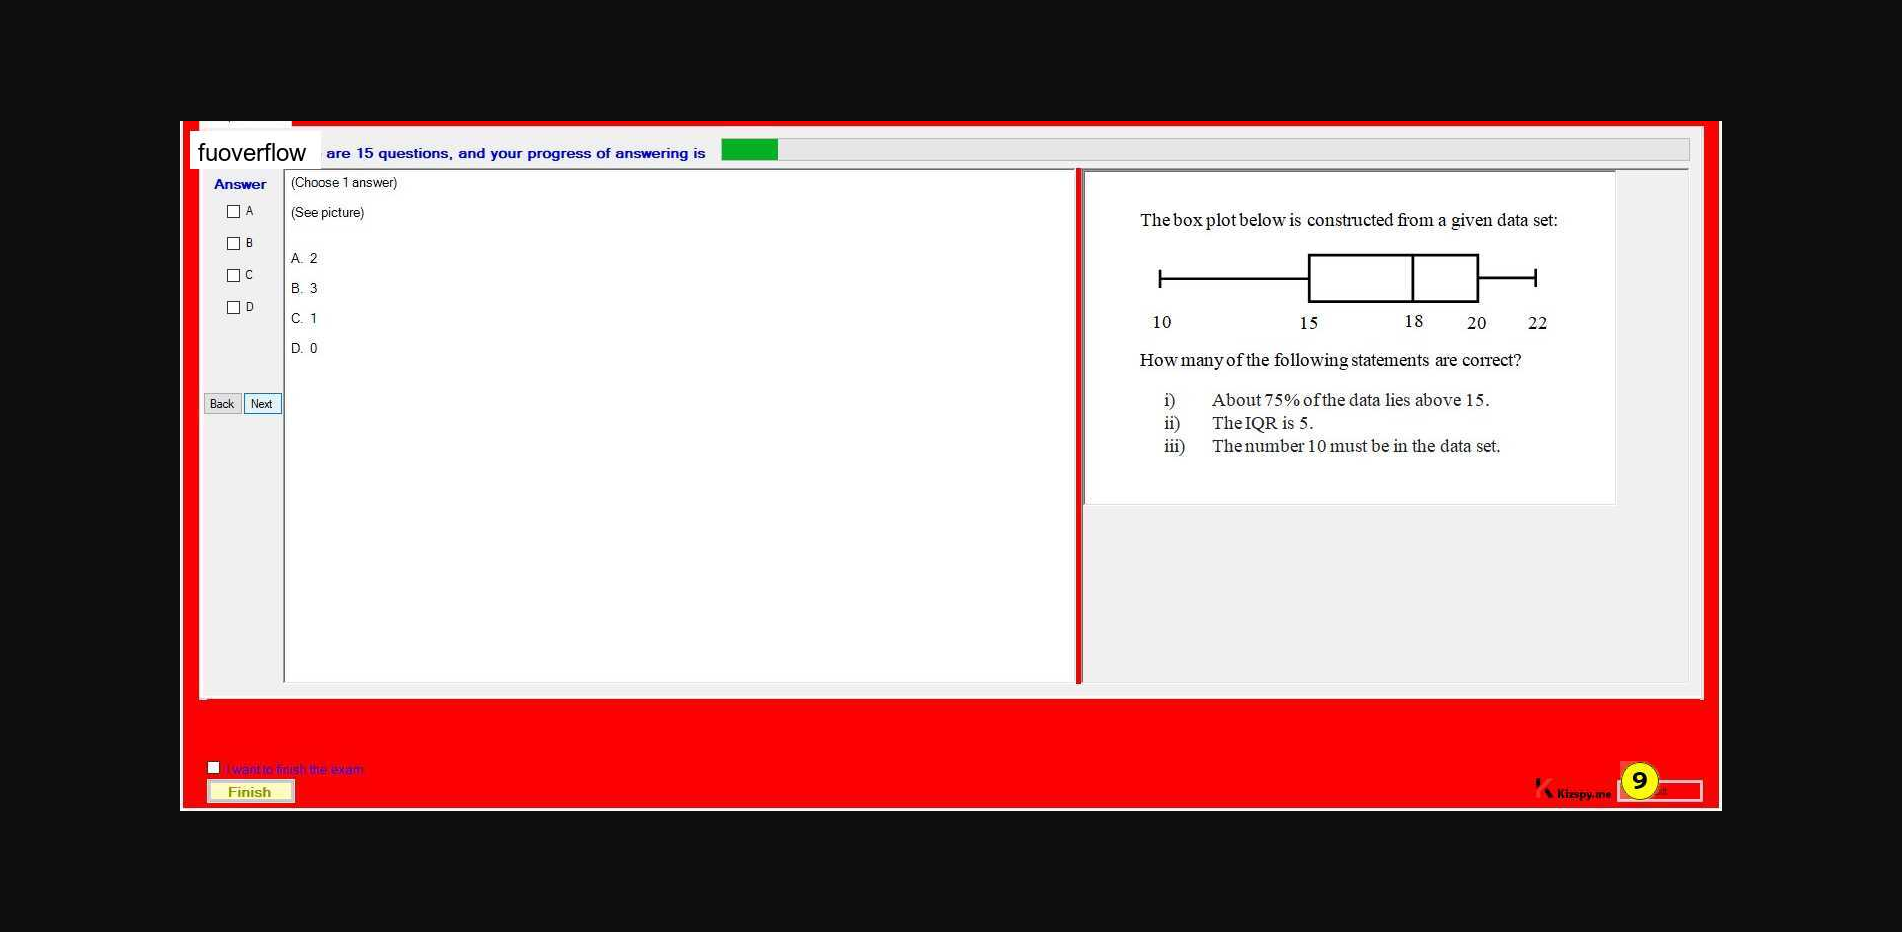 fuoverflow are 15 questions, and your progress of answering is
Answer
A
B
C
D
Back Next
(Choose 1 answer)
(See picture)
A. 2
B. 3
C. 1
D. 0
The box plot below is constructed from a given data set:
10 15 18 20 22
How many of the following statements are correct?
i) About 75% of the data lies above 15.
ii) The IQR is 5.
iii) The number 10 must be in the data set.
I want to finish the exam
Finish
Kizspy.me
9